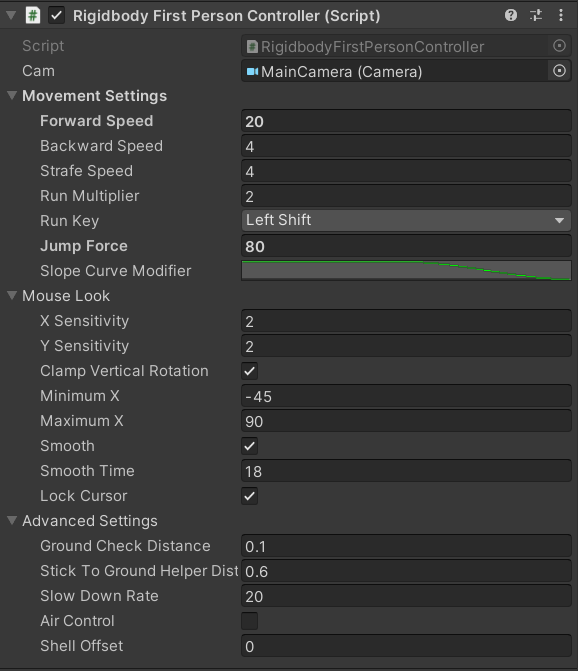 Rigidbody First Person Controller (Script)
Script RigidbodyFirstPersonController
Cam MainCamera (Camera)
Movement Settings
Forward Speed 20
Backward Speed 4
Strafe Speed 4
Run Multiplier 2
Run Key Left Shift
Jump Force 80
Slope Curve Modifier
Mouse Look
X Sensitivity 2
Y Sensitivity 2
Clamp Vertical Rotation
Minimum X -45
Maximum X 90
Smooth
Smooth Time 18
Lock Cursor
Advanced Settings
Ground Check Distance 0.1
Stick To Ground Helper Dist 0.6
Slow Down Rate 20
Air Control
Shell Offset 0